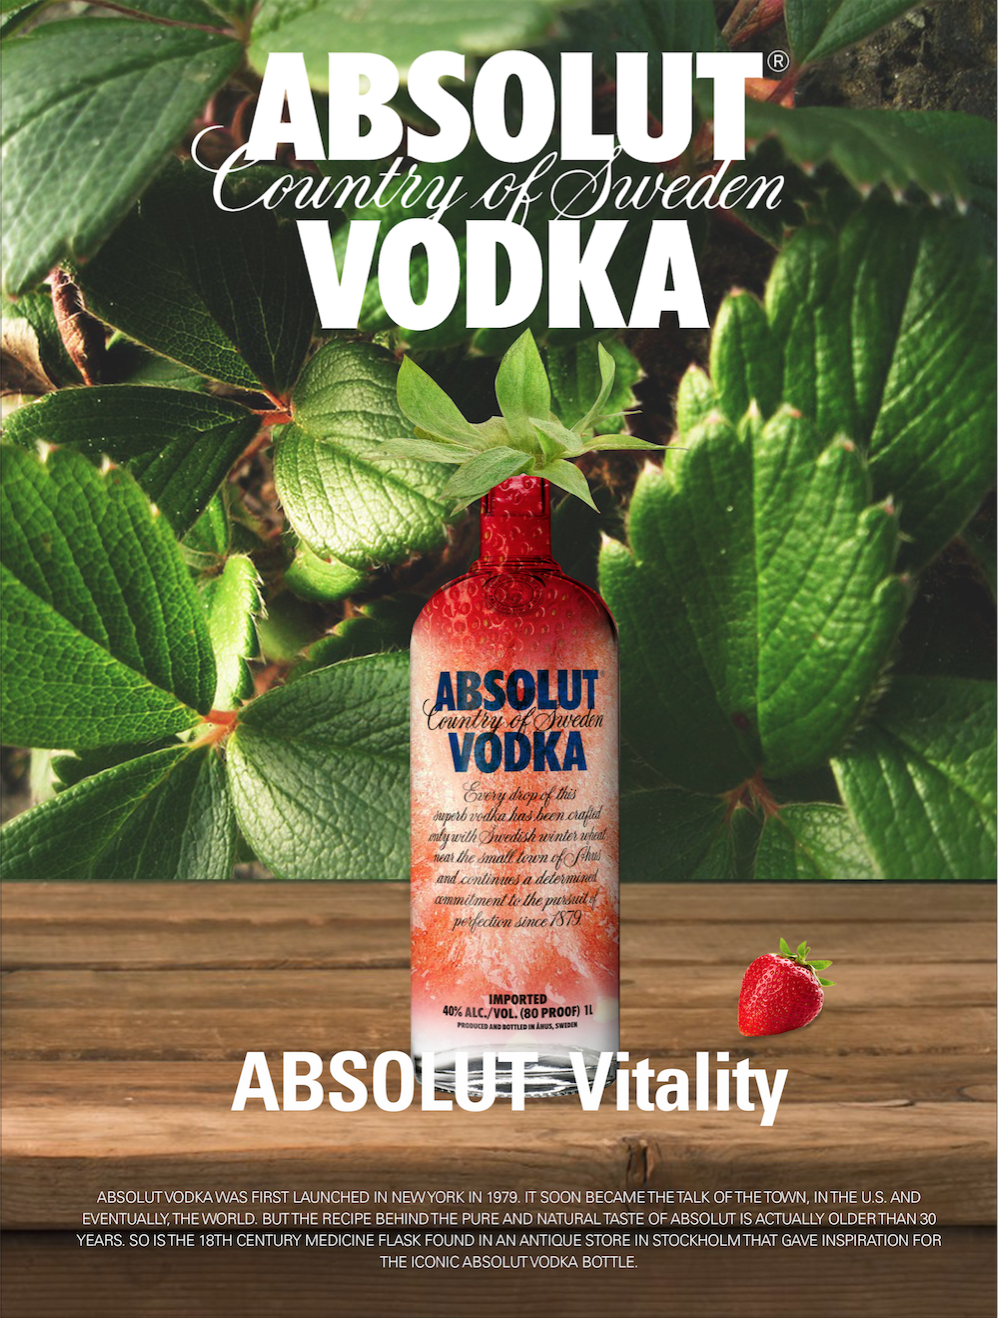 ABSOLUT®
Country of Sweden
VODKA
ABSOLUT
Country of Sweden
VODKA
Every drop of this
superb vodka has been crafted
only with Swedish winter wheat
near the small town of Åhus
and continues a determined
commitment to the pursuit of
perfection since 1879.
IMPORTED
40% ALC./VOL. (80 PROOF) 1L
PRODUCED AND BOTTLED IN ÅHUS, SWEDEN
ABSOLUT Vitality
ABSOLUT VODKA WAS FIRST LAUNCHED IN NEW YORK IN 1979. IT SOON BECAME THE TALK OF THE TOWN, IN THE U.S. AND
EVENTUALLY, THE WORLD. BUT THE RECIPE BEHIND THE PURE AND NATURAL TASTE OF ABSOLUT IS ACTUALLY OLDER THAN 30
YEARS. SO IS THE 18TH CENTURY MEDICINE FLASK FOUND IN AN ANTIQUE STORE IN STOCKHOLM THAT GAVE INSPIRATION FOR
THE ICONIC ABSOLUT VODKA BOTTLE.